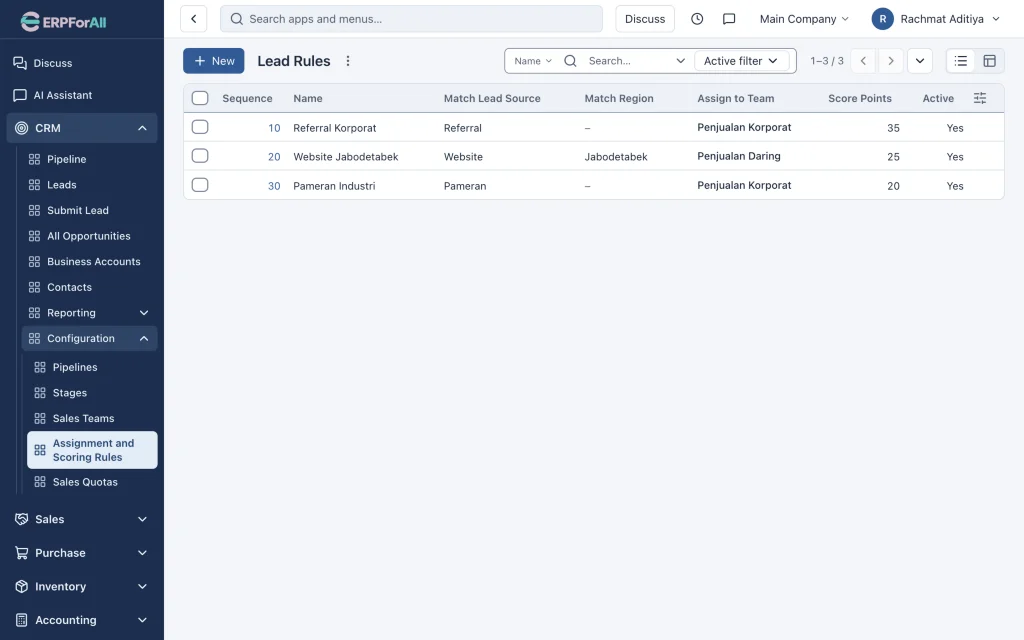 ERPForAll
Search apps and menus...
Discuss
Main Company
R
Rachmat Aditiya
Discuss
AI Assistant
CRM
Pipeline
Leads
Submit Lead
All Opportunities
Business Accounts
Contacts
Reporting
Configuration
Pipelines
Stages
Sales Teams
Assignment and
Scoring Rules
Sales Quotas
Sales
Purchase
Inventory
Accounting
New
Lead Rules
Name
Search...
Active filter
1–3 / 3
Sequence Name Match Lead Source Match Region Assign to Team Score Points Active
10 Referral Korporat Referral – Penjualan Korporat 35 Yes
20 Website Jabodetabek Website Jabodetabek Penjualan Daring 25 Yes
30 Pameran Industri Pameran – Penjualan Korporat 20 Yes